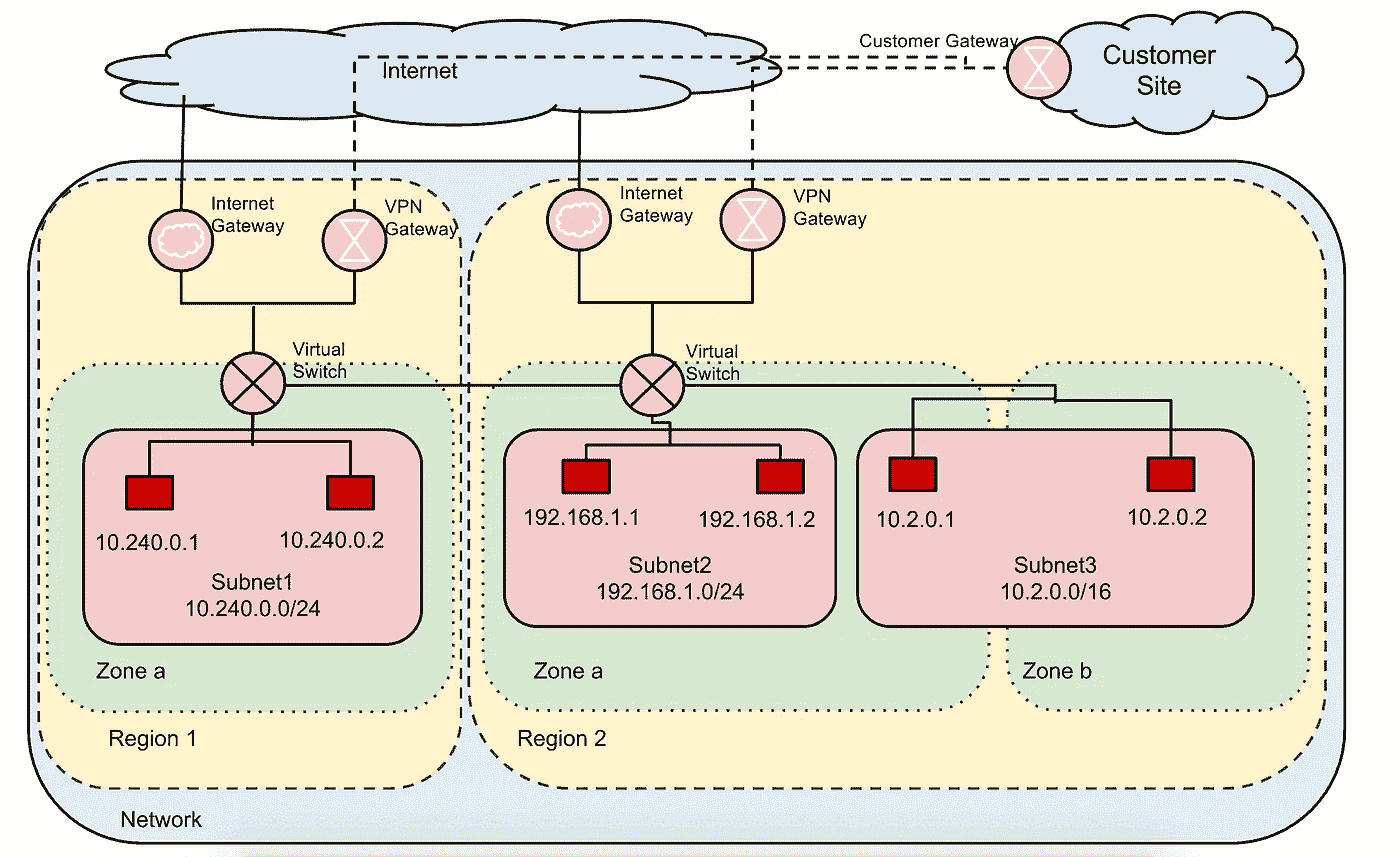 Customer Gateway
Internet
Customer
Site
Internet
Gateway
VPN
Gateway
Internet
Gateway
VPN
Gateway
Virtual
Switch
Virtual
Switch
10.240.0.1
10.240.0.2
Subnet1
10.240.0.0/24
192.168.1.1
192.168.1.2
Subnet2
192.168.1.0/24
10.2.0.1
10.2.0.2
Subnet3
10.2.0.0/16
Zone a
Zone a
Zone b
Region 1
Region 2
Network